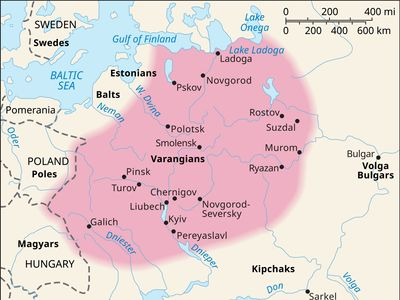 SWEDEN
Swedes
Gulf of Finland
Lake
Onega
0 200 400 mi
0 200 400 600 km
Lake Ladoga
Ladoga
BALTIC
SEA
Estonians
Novgorod
Pskov
Balts
W. Dvina
Neman
Pomerania
Oder
Rostov
Suzdal
Polotsk
Smolensk
Varangians
Murom
Bulgar
Volga
Bulgars
POLAND
Poles
Ryazan
Pinsk
Turov
Chernigov
Liubech
Novgorod-
Seversky
Galich
Kyiv
Pereyaslavl
Dniester
Dnieper
Magyars
HUNGARY
Kipchaks
Don
Volga
Sarkel